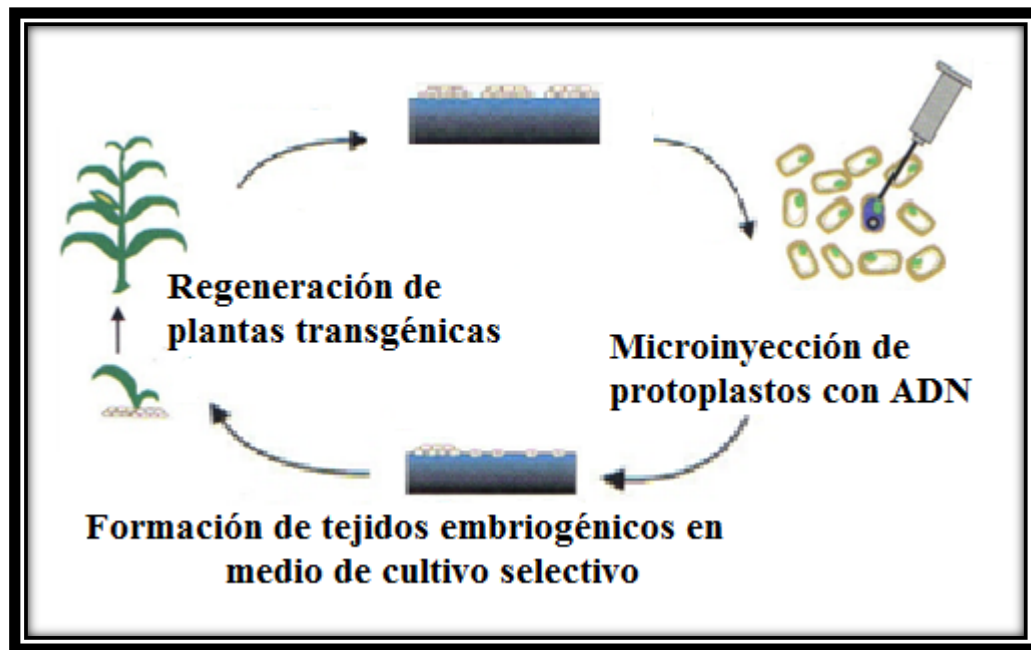 Regeneración de
plantas transgénicas
Microinyección de
protoplastos con ADN
Formación de tejidos embriogénicos en
medio de cultivo selectivo